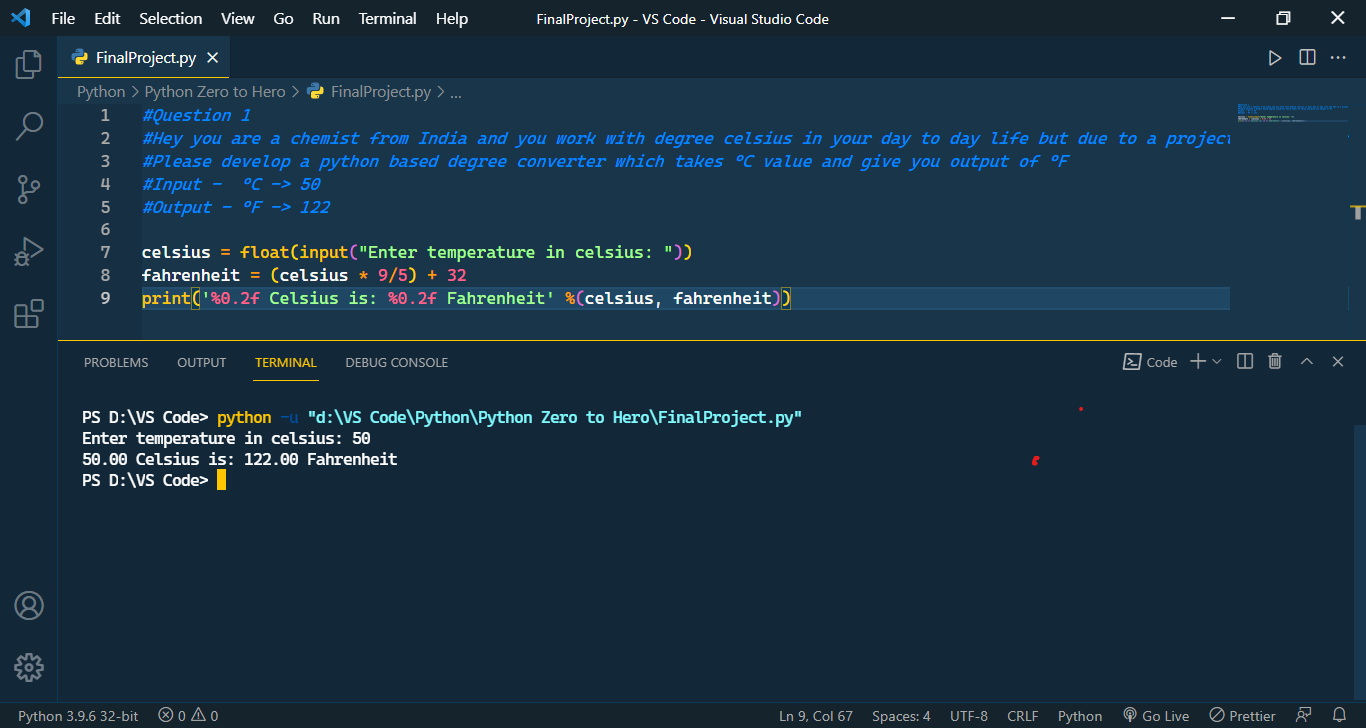 File Edit Selection View Go Run Terminal Help FinalProject.py - VS Code - Visual Studio Code
FinalProject.py
Python > Python Zero to Hero > FinalProject.py > ...
1 #Question 1
2 #Hey you are a chemist from India and you work with degree celsius in your day to day life but due to a project
3 #Please develop a python based degree converter which takes °C value and give you output of °F
4 #Input -  °C -> 50
5 #Output - °F -> 122
6
7 celsius = float(input("Enter temperature in celsius: "))
8 fahrenheit = (celsius * 9/5) + 32
9 print('%0.2f Celsius is: %0.2f Fahrenheit' %(celsius, fahrenheit))
PROBLEMS OUTPUT TERMINAL DEBUG CONSOLE Code
PS D:\VS Code> python -u "d:\VS Code\Python\Python Zero to Hero\FinalProject.py"
Enter temperature in celsius: 50
50.00 Celsius is: 122.00 Fahrenheit
PS D:\VS Code>
Python 3.9.6 32-bit 0 0 Ln 9, Col 67 Spaces: 4 UTF-8 CRLF Python Go Live Prettier